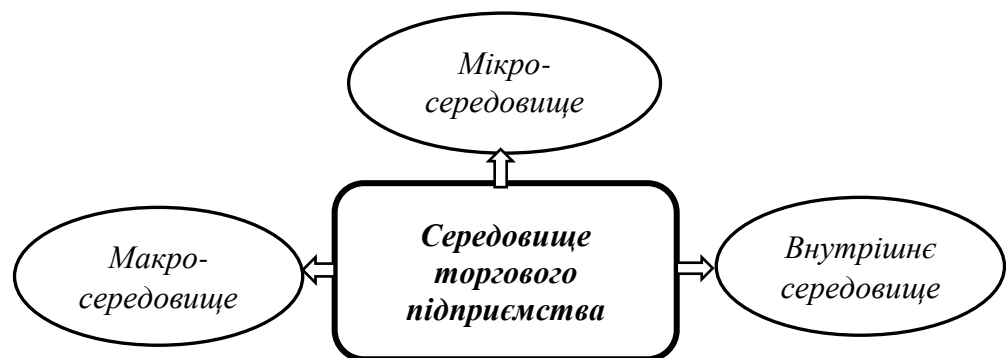 Мікро-
середовище
Середовище
торгового
підприємства
Макро-
середовище
Внутрішнє
середовище